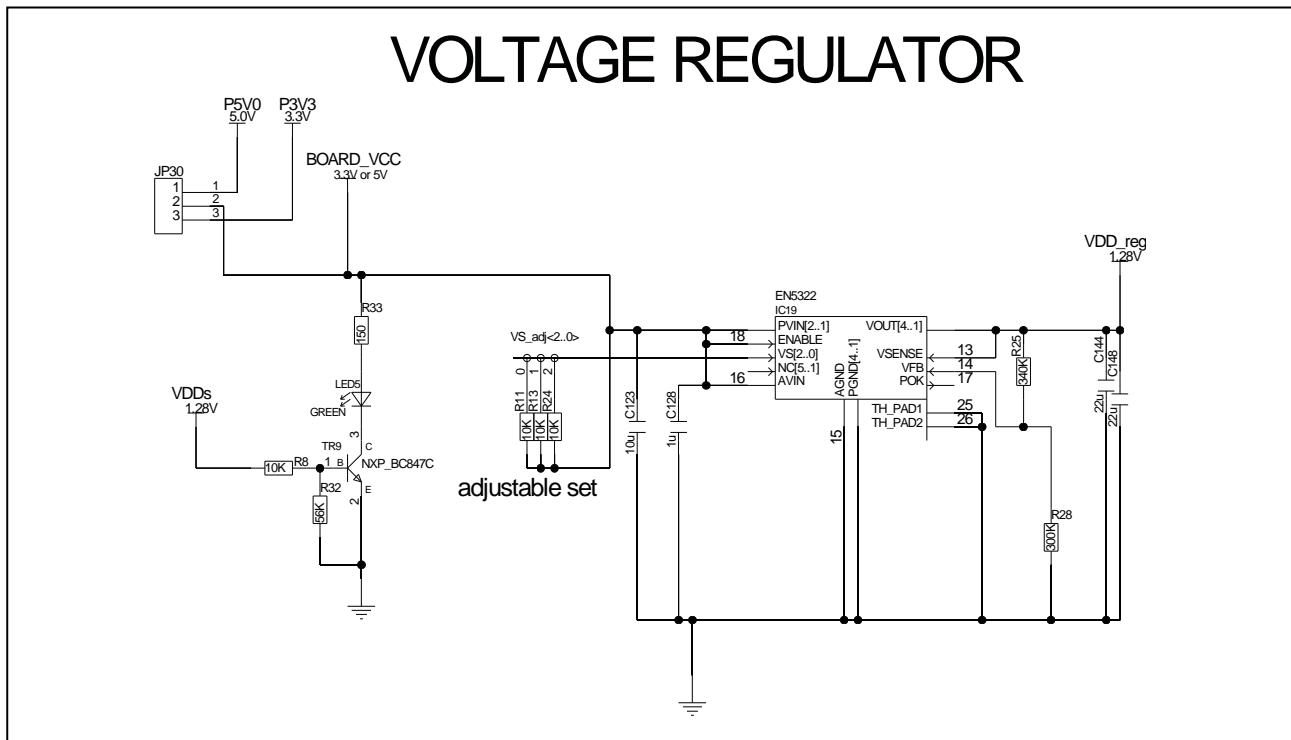 VOLTAGE REGULATOR
P5V0
5.0V
P3V3
3.3V
BOARD_VCC
3.3V or 5V
JP30
1
2
3
1
2
3
R33
150
LED5
GREEN
VDDs
1.28V
3
C
TR9
1
B
NXP_BC847C
E
2
10K
R8
R32
56K
VS_adj<2..0>
0
1
2
R11
R13
R24
10K
10K
10K
adjustable set
C123
10u
C128
1u
EN5322
IC19
PVIN[2..1]
18
ENABLE
VS[2..0]
NC[5..1]
16
AVIN
AGND
PGND[4..1]
15
VOUT[4..1]
VSENSE
13
VFB
14
POK
17
TH_PAD1
25
TH_PAD2
26
R25
340K
R28
300K
C144
22u
C148
22u
VDD_reg
1.28V